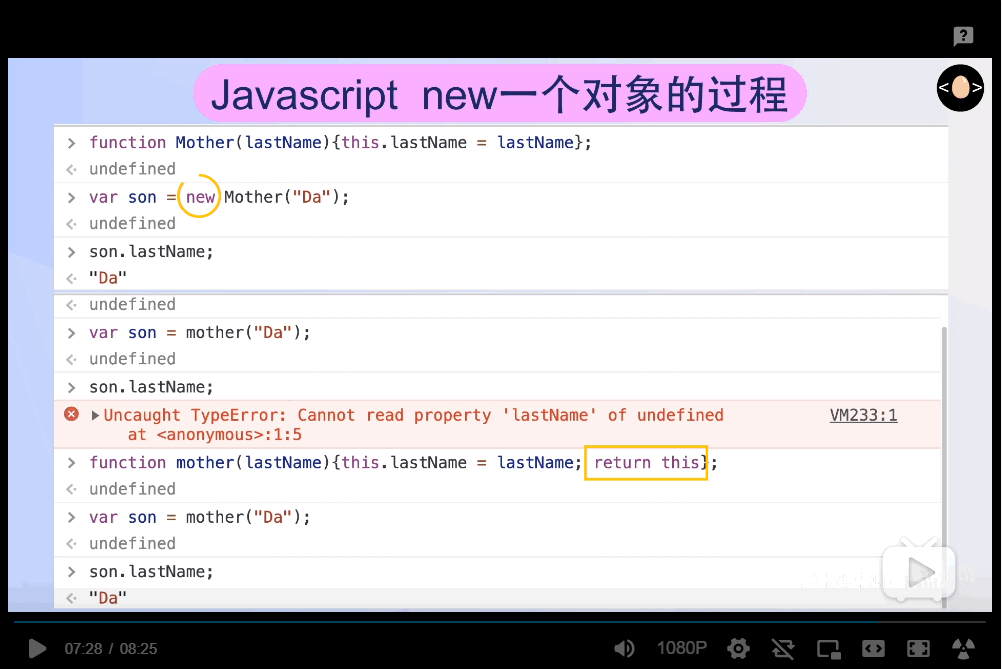 Javascript new一个对象的过程
< >
> function Mother(lastName){this.lastName = lastName};
<· undefined
> var son = new Mother("Da");
<· undefined
> son.lastName;
<· "Da"
<· undefined
> var son = mother("Da");
<· undefined
> son.lastName;
Uncaught TypeError: Cannot read property 'lastName' of undefined VM233:1
at <anonymous>:1:5
> function mother(lastName){this.lastName = lastName; return this};
<· undefined
> var son = mother("Da");
<· undefined
> son.lastName;
<· "Da"
07:28 / 08:25 1080P